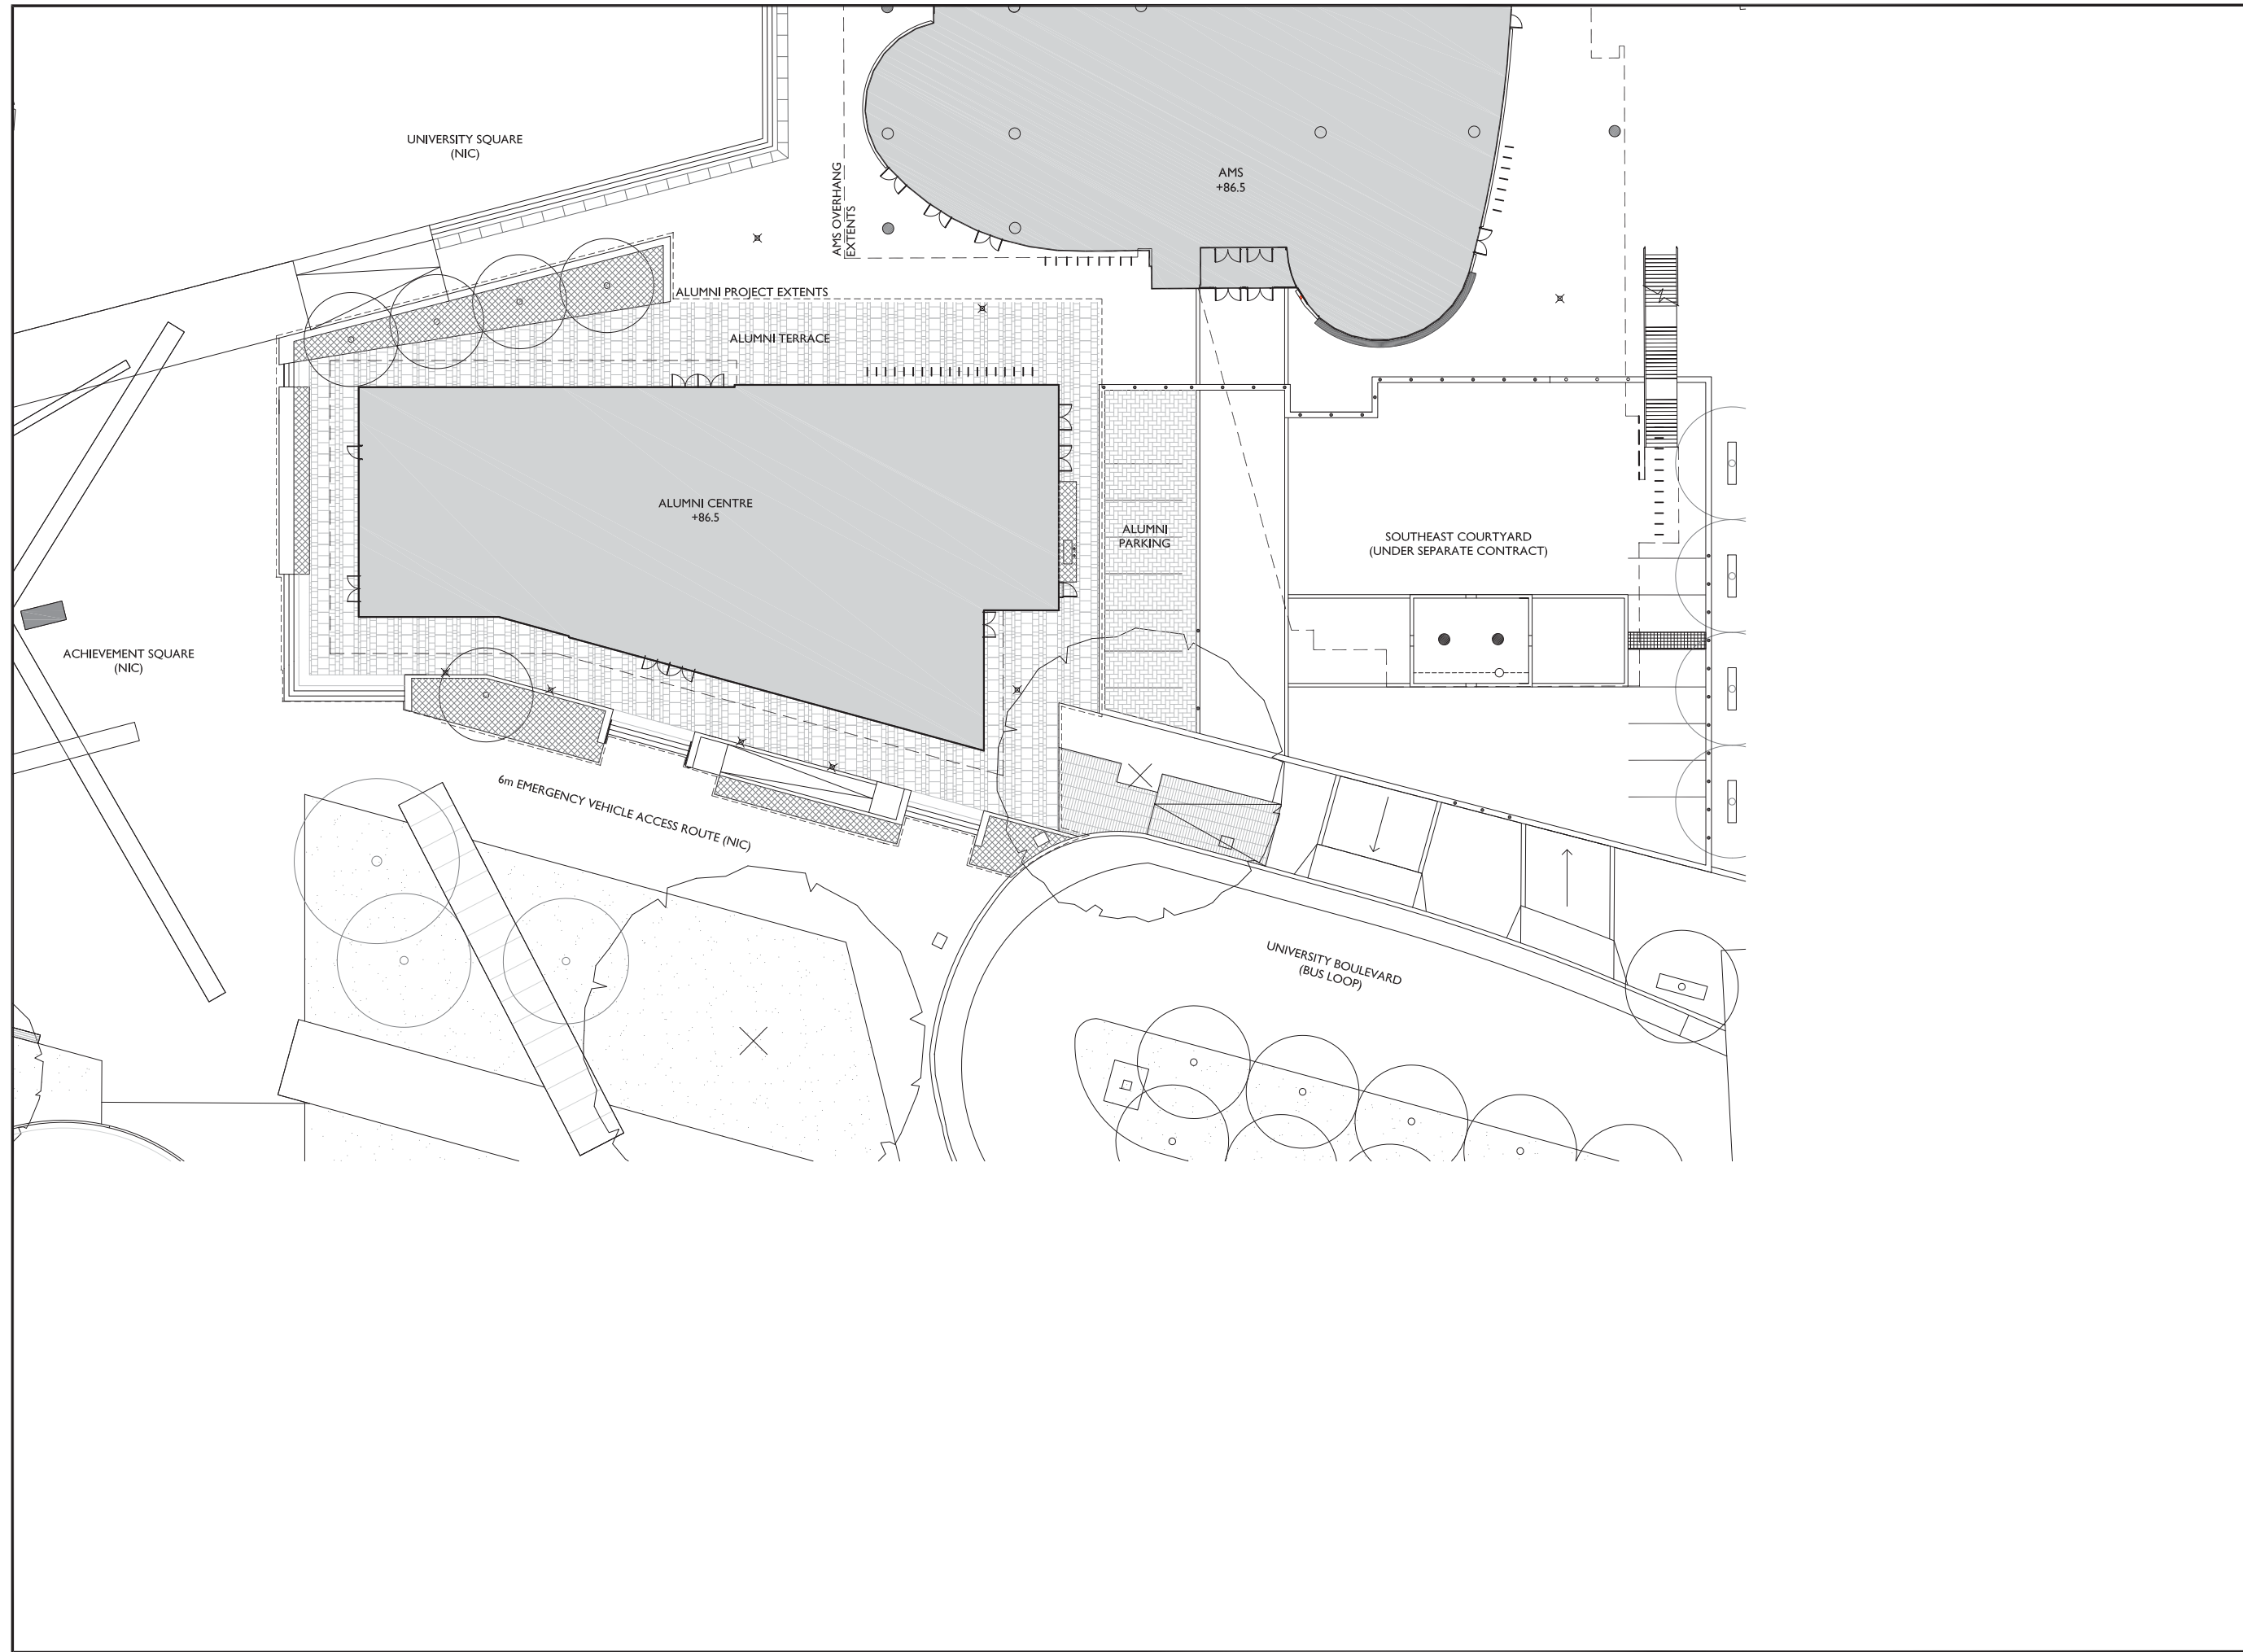 UNIVERSITY SQUARE
(NIC)
AMS OVERHANG
EXTENTS
AMS
+86.5
ALUMNI PROJECT EXTENTS
ALUMNI TERRACE
ALUMNI CENTRE
+86.5
ALUMNI
PARKING
SOUTHEAST COURTYARD
(UNDER SEPARATE CONTRACT)
ACHIEVEMENT SQUARE
(NIC)
6m EMERGENCY VEHICLE ACCESS ROUTE (NIC)
UNIVERSITY BOULEVARD
(BUS LOOP)